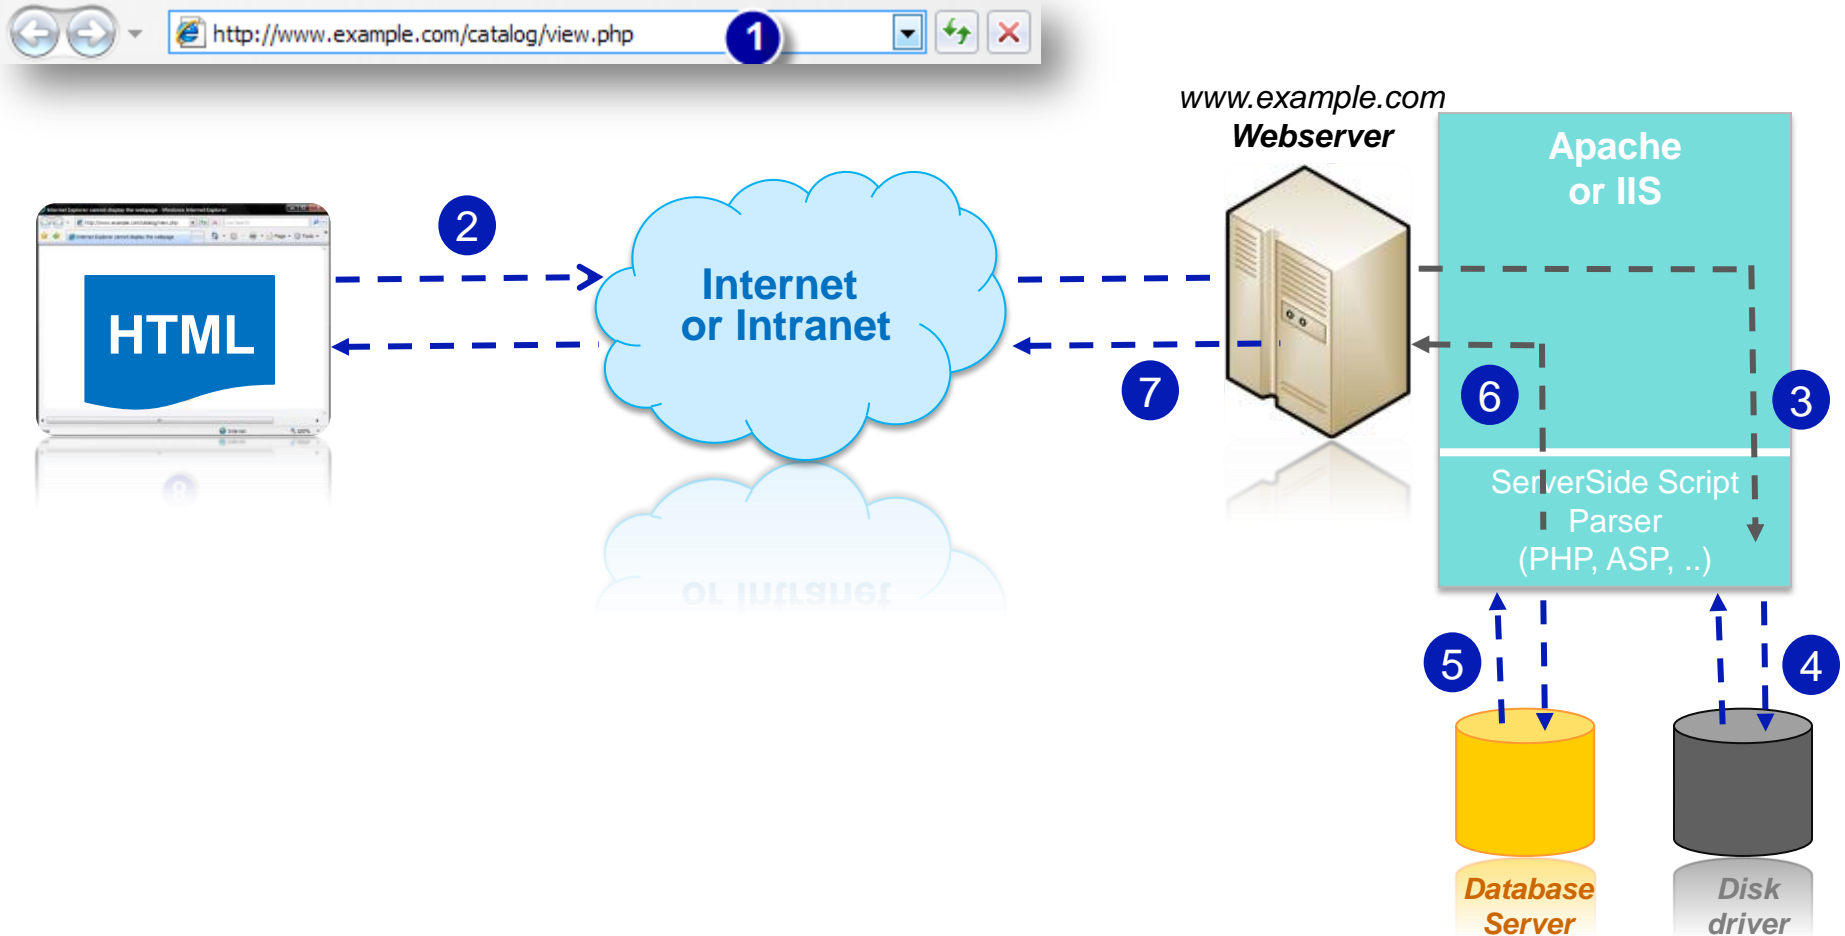 http://www.example.com/catalog/view.php
1
www.example.com
Webserver
Apache
or IIS
2
Internet
or Intranet
HTML
7
6
3
ServerSide Script
Parser
(PHP, ASP, ..)
8
5
4
Database
Server
Disk
driver